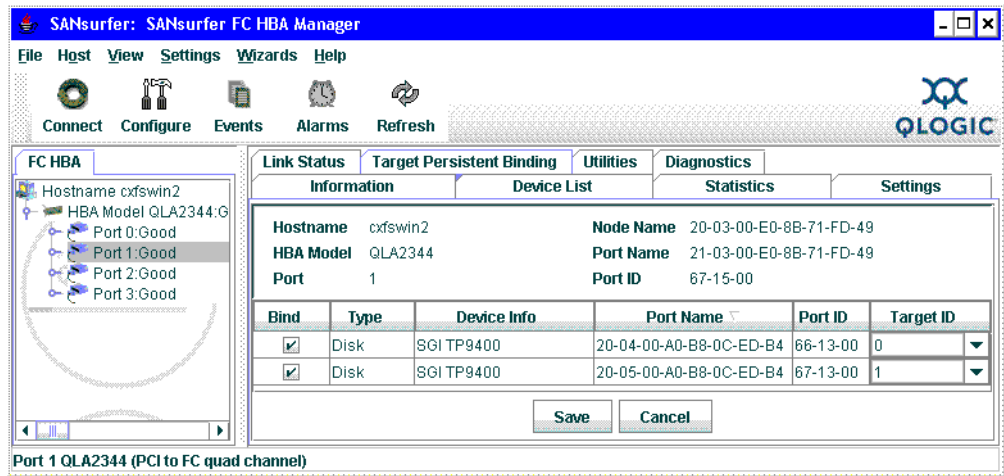 SANsurfer: SANsurfer FC HBA Manager
File Host View Settings Wizards Help
Connect Configure Events Alarms Refresh
QLOGIC
FC HBA
Hostname cxfswin2
HBA Model QLA2344:G
Port 0:Good
Port 1:Good
Port 2:Good
Port 3:Good
Link Status Target Persistent Binding Utilities Diagnostics
Information Device List Statistics Settings
Hostname cxfswin2 Node Name 20-03-00-E0-8B-71-FD-49
HBA Model QLA2344 Port Name 21-03-00-E0-8B-71-FD-49
Port 1 Port ID 67-15-00
Bind Type Device Info Port Name Port ID Target ID
Disk SGI TP9400 20-04-00-A0-B8-0C-ED-B4 66-13-00 0
Disk SGI TP9400 20-05-00-A0-B8-0C-ED-B4 67-13-00 1
Save Cancel
Port 1 QLA2344 (PCI to FC quad channel)